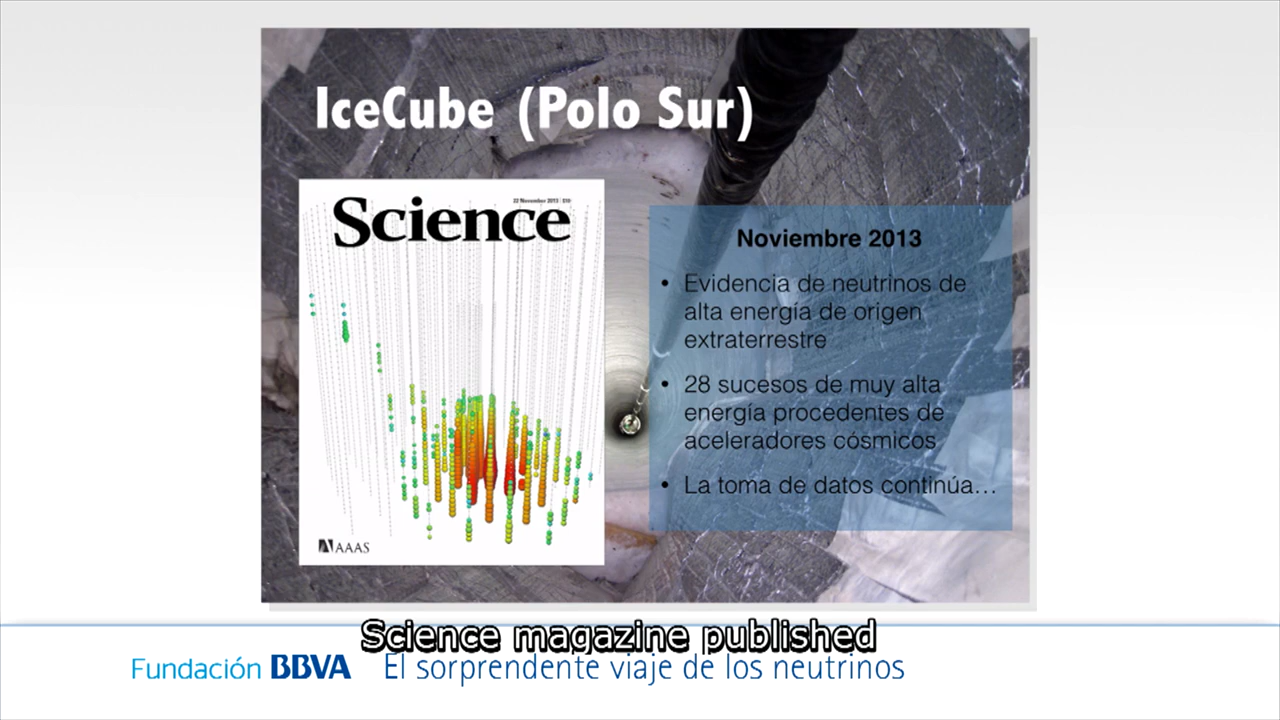 IceCube (Polo Sur)
22 November 2013 | $10
Science
AAAS
Noviembre 2013
• Evidencia de neutrinos de
alta energía de origen
extraterrestre
• 28 sucesos de muy alta
energía procedentes de
aceleradores cósmicos
• La toma de datos continúa...
Science magazine published
Fundación BBVA El sorprendente viaje de los neutrinos